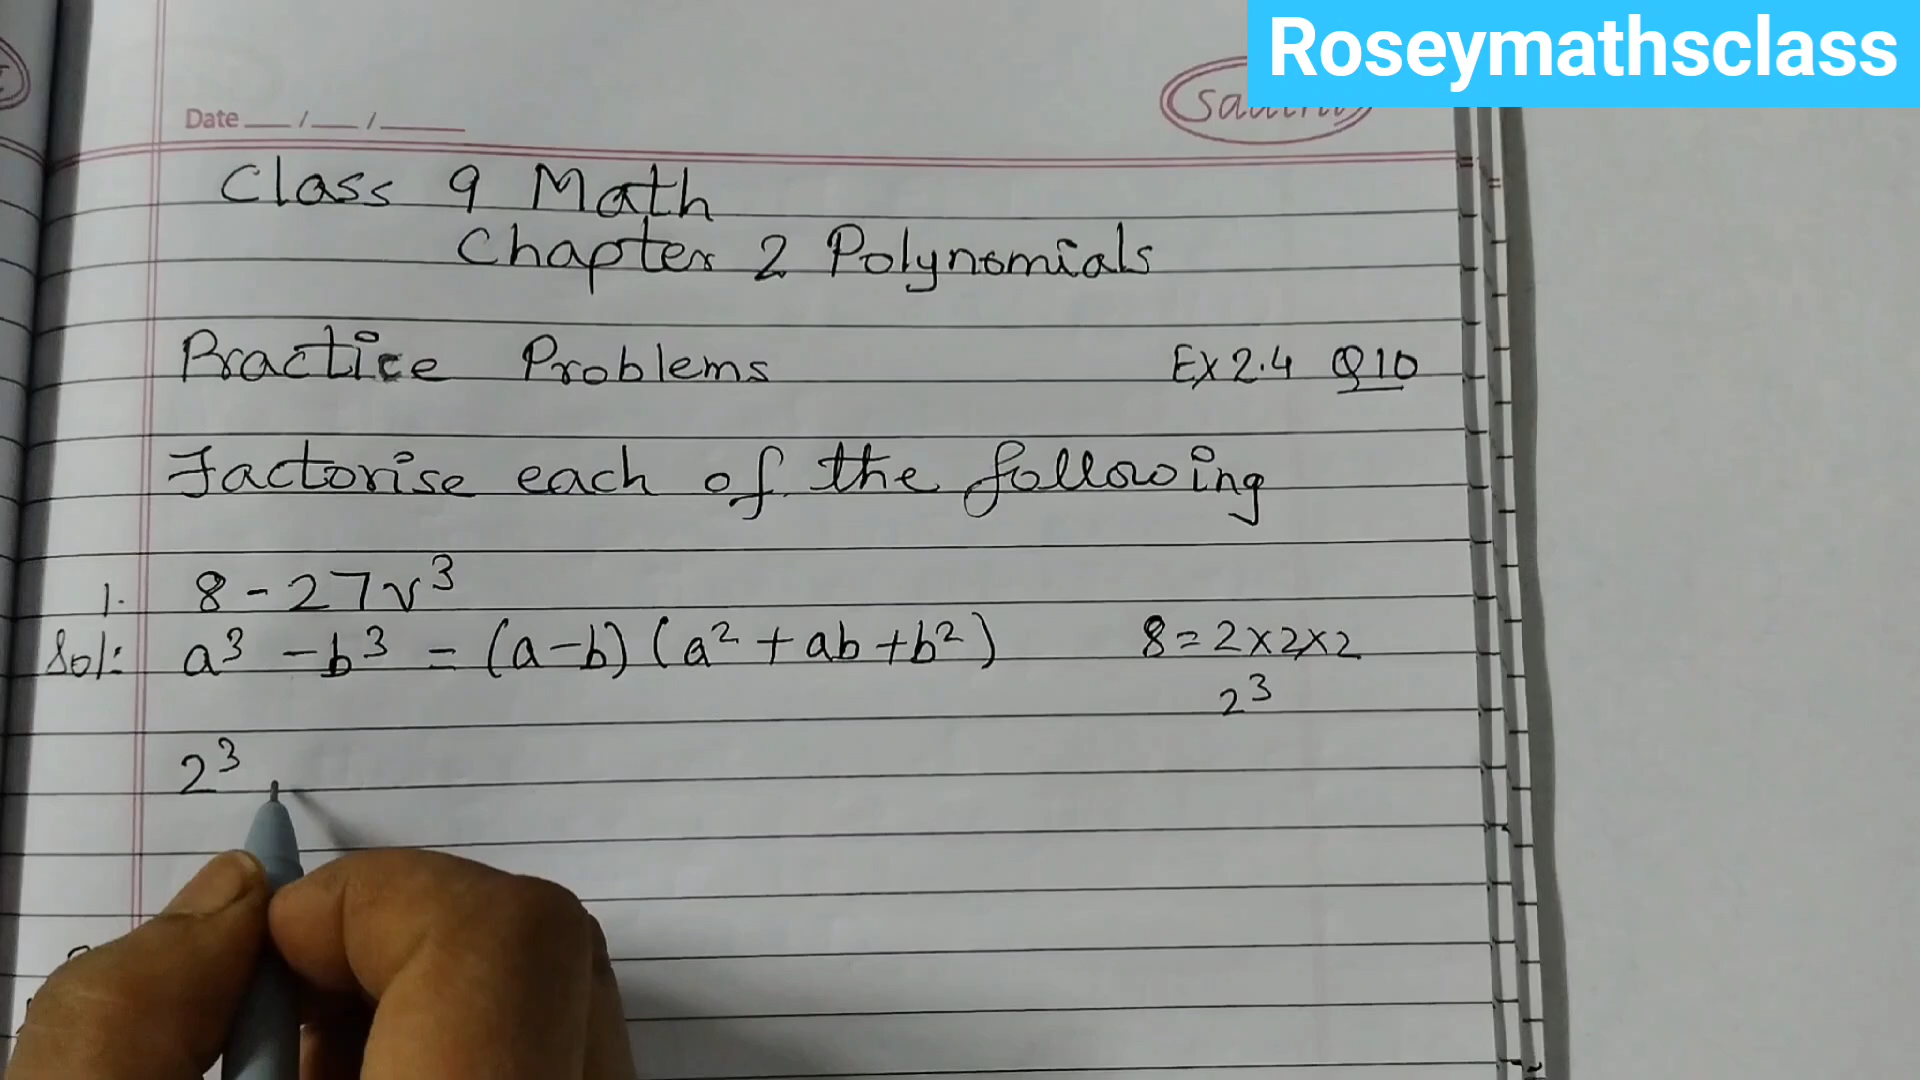 Roseymathsclass
Date __/__/____
Class 9 Math
Chapter 2 Polynomials
Practice Problems Ex 2.4 Q10
Factorise each of the following
1. 8 - 27v³
Sol: a³ - b³ = (a-b) (a² + ab + b²) 8 = 2×2×2
2³
2³